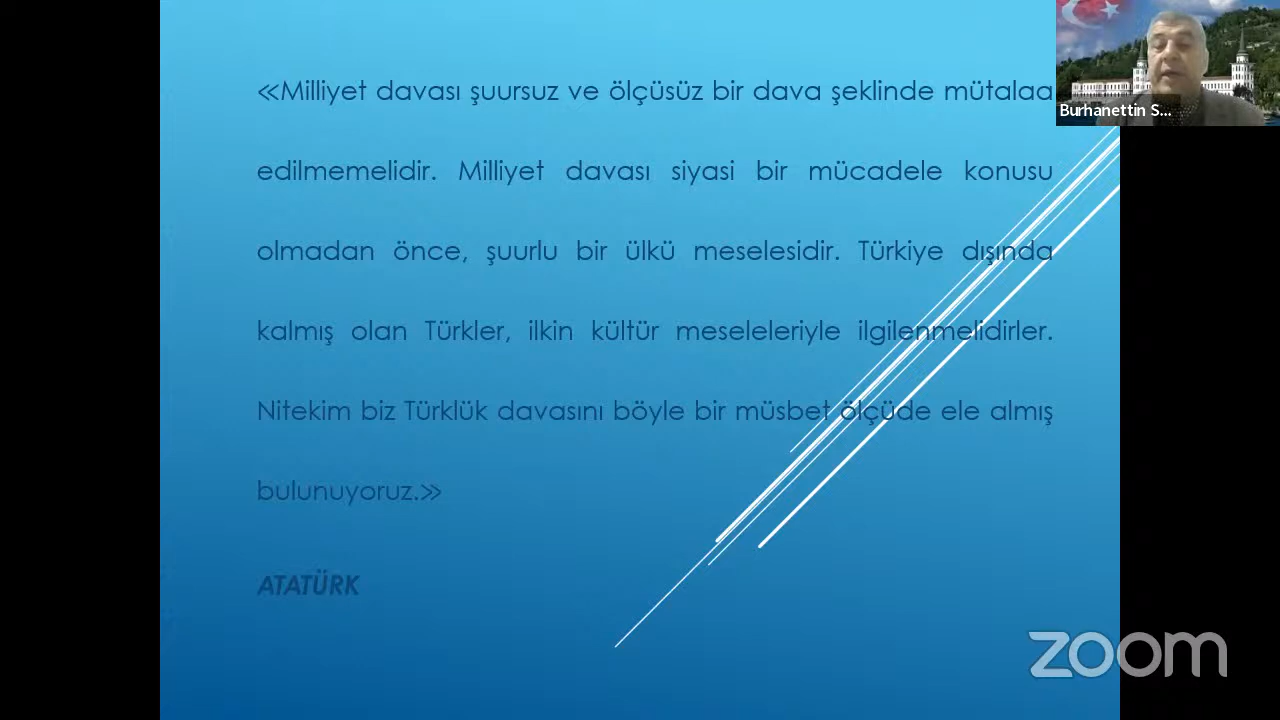 ≪Milliyet davası şuursuz ve ölçüsüz bir dava şeklinde mütalaa
edilmemelidir. Milliyet davası siyasi bir mücadele konusu
olmadan önce, şuurlu bir ülkü meselesidir. Türkiye dışında
kalmış olan Türkler, ilkin kültür meseleleriyle ilgilenmelidirler.
Nitekim biz Türklük davasını böyle bir müsbet ölçüde ele almış
bulunuyoruz.≫
ATATÜRK
Burhanettin S...
zoom